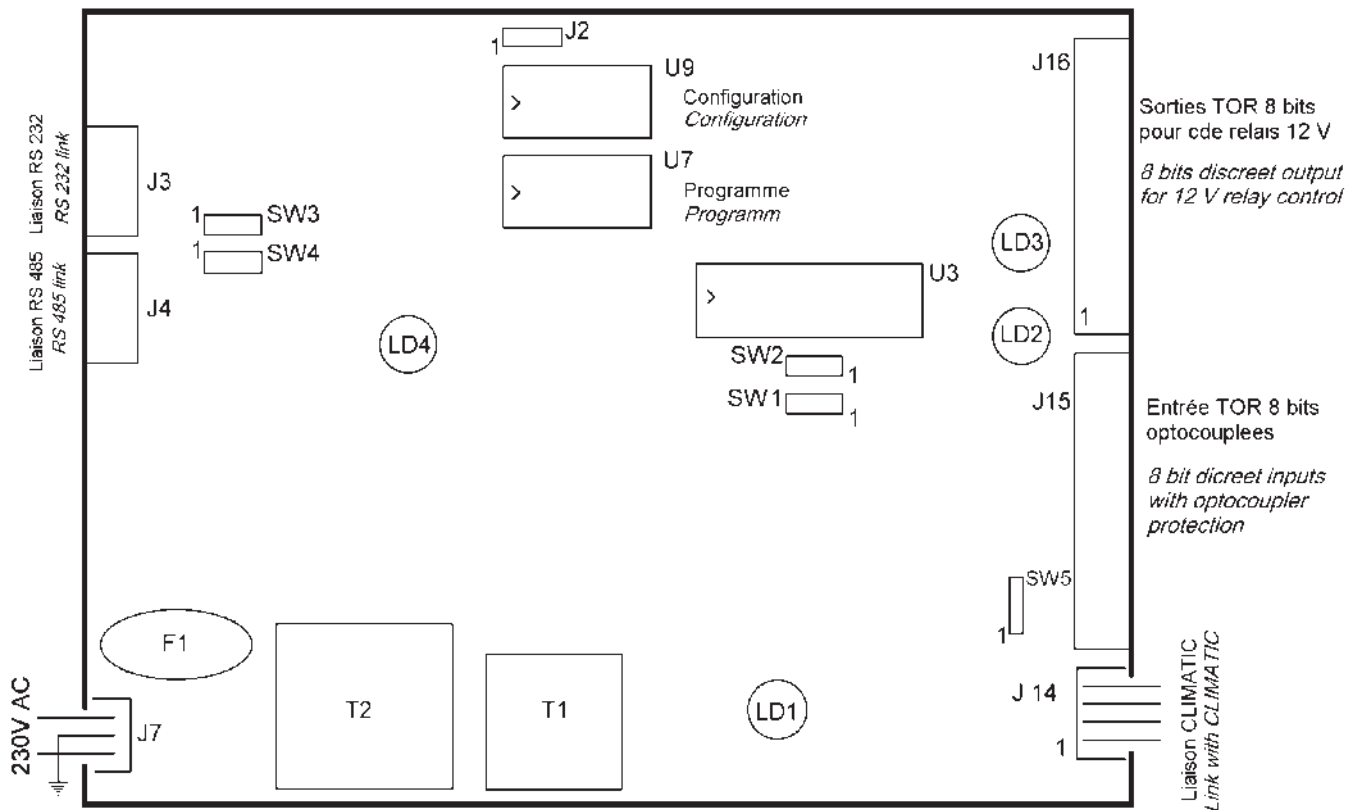 J2
1
U9
Configuration
Configuration
U7
Programme
Programm
J16
1
Sorties TOR 8 bits
pour cde relais 12 V
8 bits discreet output
for 12 V relay control
Liaison RS 232
RS 232 link
J3
1
SW3
1
SW4
Liaison RS 485
RS 485 link
J4
LD4
U3
LD3
LD2
SW2
1
SW1
1
J15
Entrée TOR 8 bits
optocouplees
8 bit dicreet inputs
with optocoupler
protection
SW5
1
F1
T2
T1
LD1
230V AC
J7
J 14
1
Liaison CLIMATIC
Link with CLIMATIC